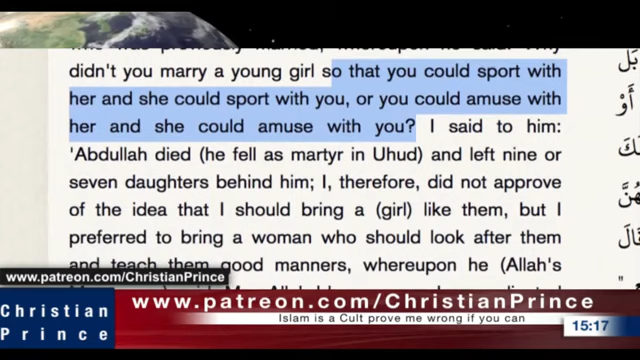 didn't you marry a young girl so that you could sport with
her and she could sport with you, or you could amuse with
her and she could amuse with you? I said to him:
'Abdullah died (he fell as martyr in Uhud) and left nine or
seven daughters behind him; I, therefore, did not approve
of the idea that I should bring a (girl) like them, but I
preferred to bring a woman who should look after them
and teach them good manners, whereupon he (Allah's
بَل
أَوْ
لَكَ
هُنَّ
قَالَ
www.patreon.com/ChristianPrince
Christian
Prince
www.patreon.com/ChristianPrince
Islam is a Cult prove me wrong if you can
15:17